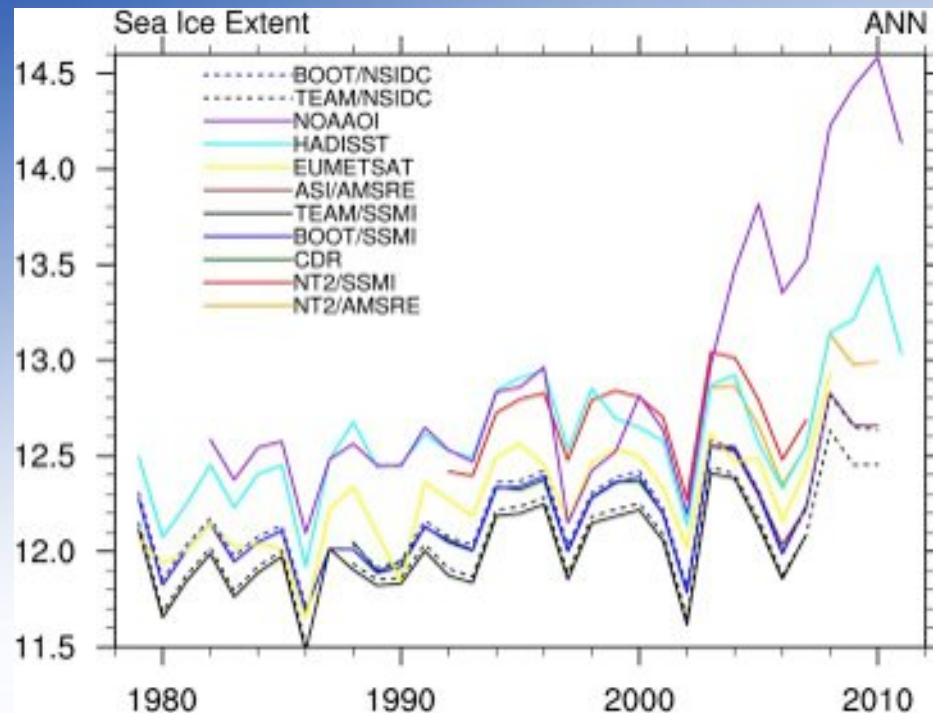 Sea Ice Extent ANN
14.5
14.0
13.5
13.0
12.5
12.0
11.5
BOOT/NSIDC
TEAM/NSIDC
NOAAOI
HADISST
EUMETSAT
ASI/AMSRE
TEAM/SSMI
BOOT/SSMI
CDR
NT2/SSMI
NT2/AMSRE
1980 1990 2000 2010